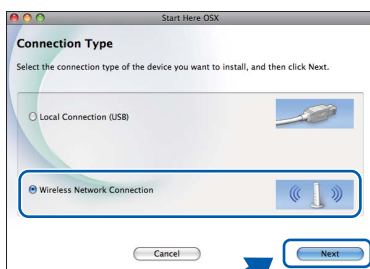 Start Here OSX
Connection Type
Select the connection type of the device you want to install, and then click Next.
Local Connection (USB)
Wireless Network Connection
Cancel
Next